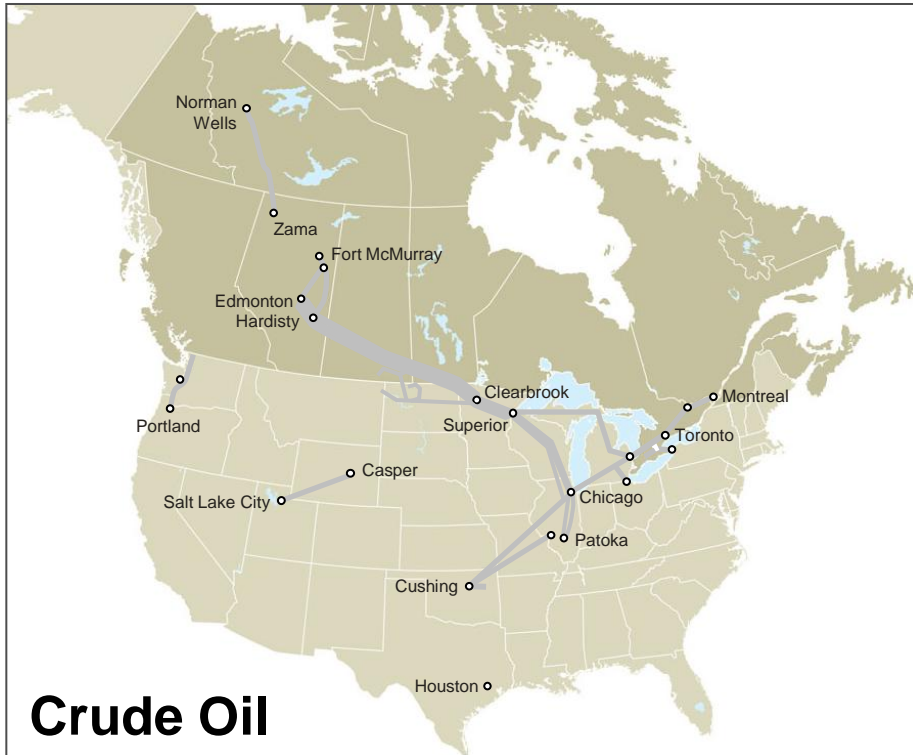 Norman
Wells
Zama
Fort McMurray
Edmonton
Hardisty
Clearbrook
Superior
Montreal
Toronto
Portland
Casper
Salt Lake City
Chicago
Patoka
Cushing
Houston
Crude Oil